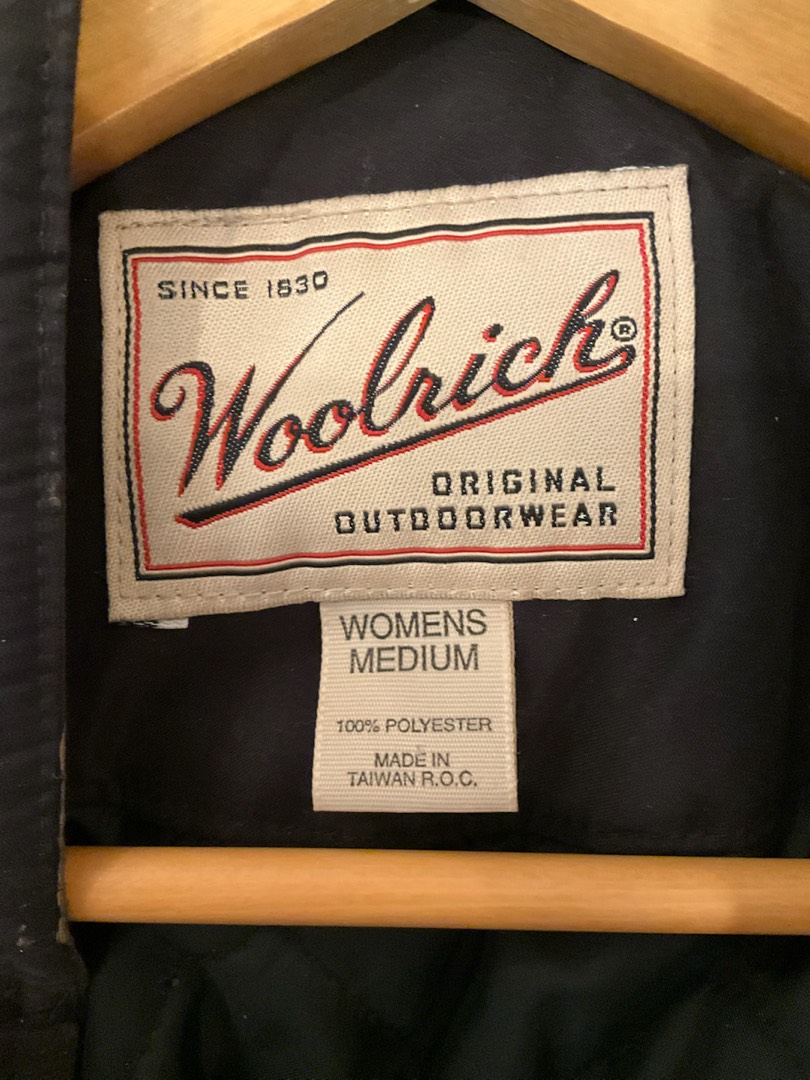 SINCE 1830
Woolrich®
ORIGINAL
OUTDOORWEAR
WOMENS
MEDIUM
100% POLYESTER
MADE IN
TAIWAN R.O.C.